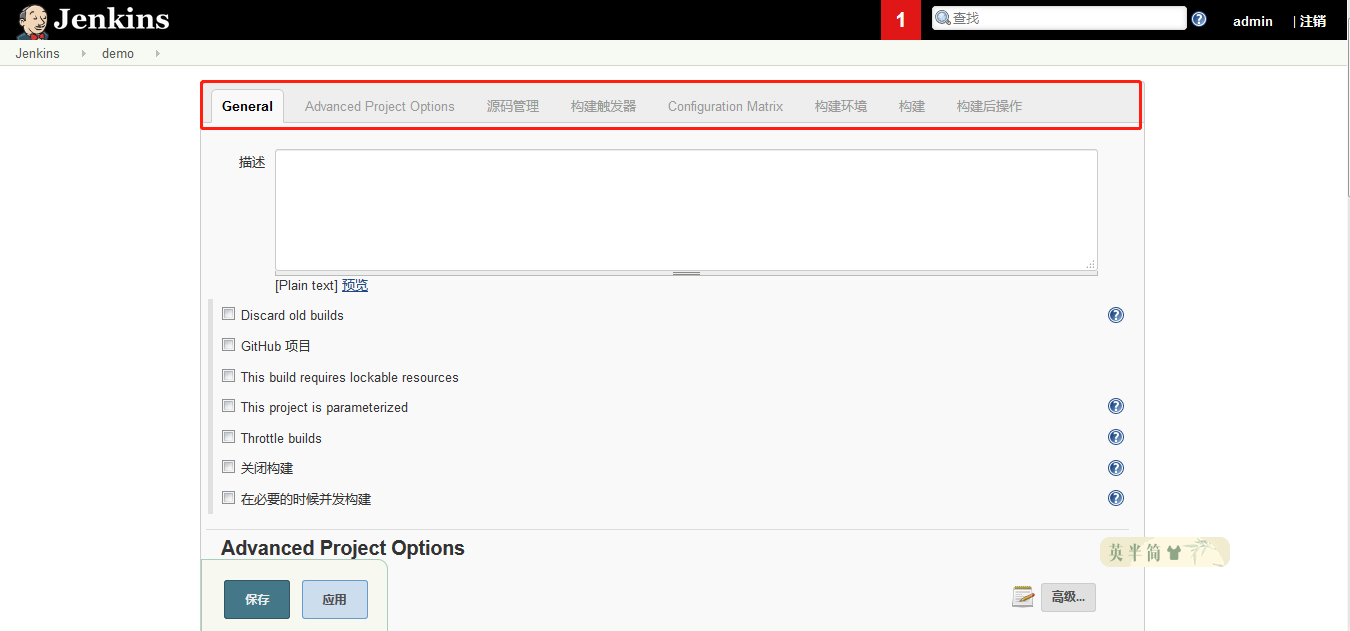 Jenkins 1 查找 admin | 注销
Jenkins demo
General Advanced Project Options 源码管理 构建触发器 Configuration Matrix 构建环境 构建 构建后操作
描述
[Plain text] 预览
Discard old builds
GitHub 项目
This build requires lockable resources
This project is parameterized
Throttle builds
关闭构建
在必要的时候并发构建
Advanced Project Options
英半简
保存 应用 高级...